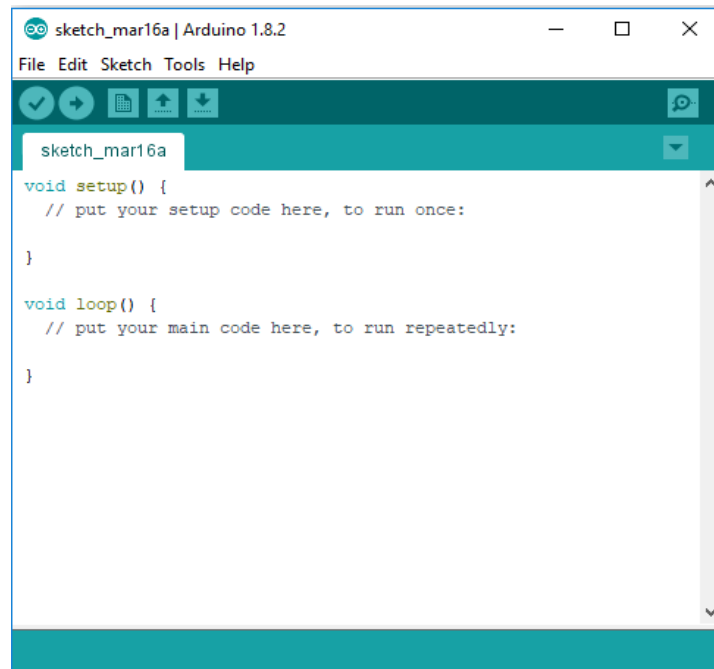 sketch_mar16a | Arduino 1.8.2
File Edit Sketch Tools Help
sketch_mar16a
void setup() {
  // put your setup code here, to run once:
}
void loop() {
  // put your main code here, to run repeatedly:
}